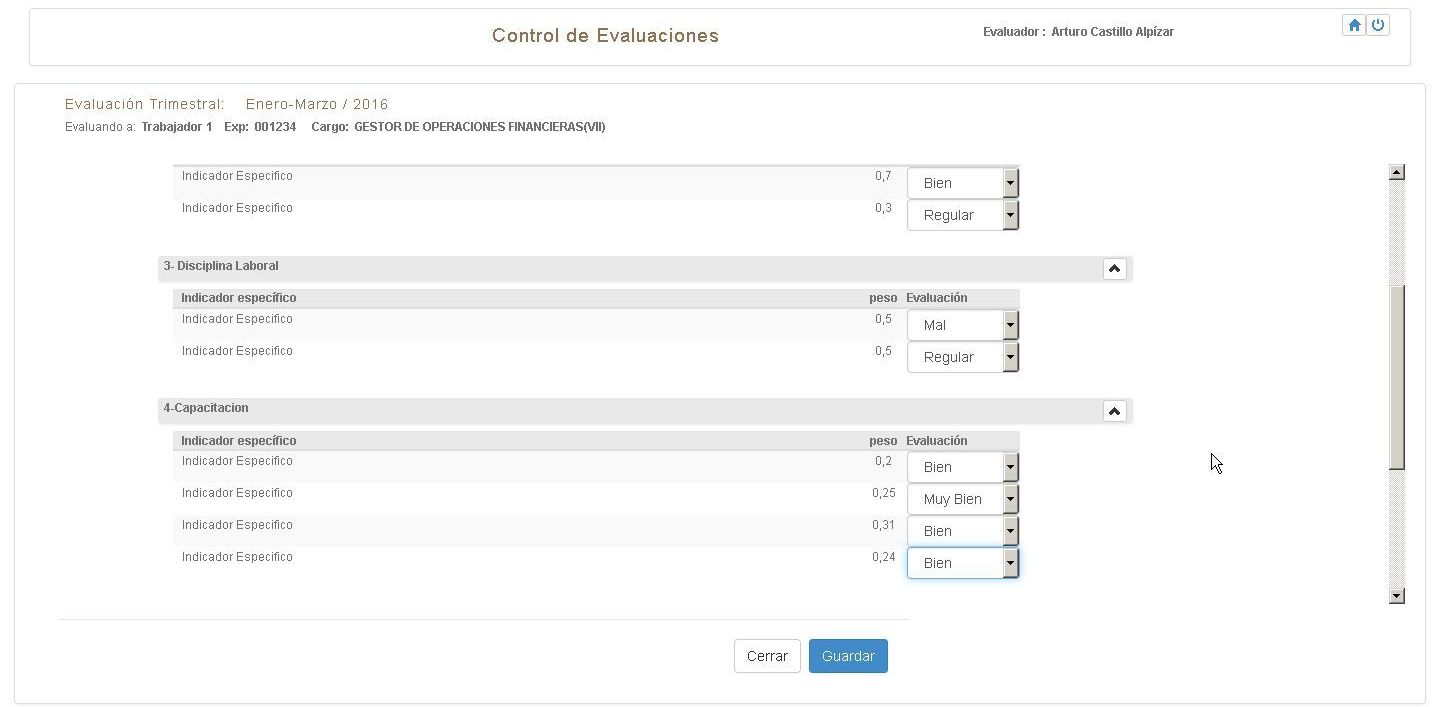 Control de Evaluaciones
Evaluador : Arturo Castillo Alpízar
Evaluación Trimestral: Enero-Marzo / 2016
Evaluando a: Trabajador 1 Exp: 001234 Cargo: GESTOR DE OPERACIONES FINANCIERAS(VII)
Indicador Especifico 0,7 Bien
Indicador Especifico 0,3 Regular
3- Disciplina Laboral
Indicador específico peso Evaluación
Indicador Especifico 0,5 Mal
Indicador Especifico 0,5 Regular
4-Capacitacion
Indicador específico peso Evaluación
Indicador Especifico 0,2 Bien
Indicador Especifico 0,25 Muy Bien
Indicador Especifico 0,31 Bien
Indicador Especifico 0,24 Bien
Cerrar Guardar